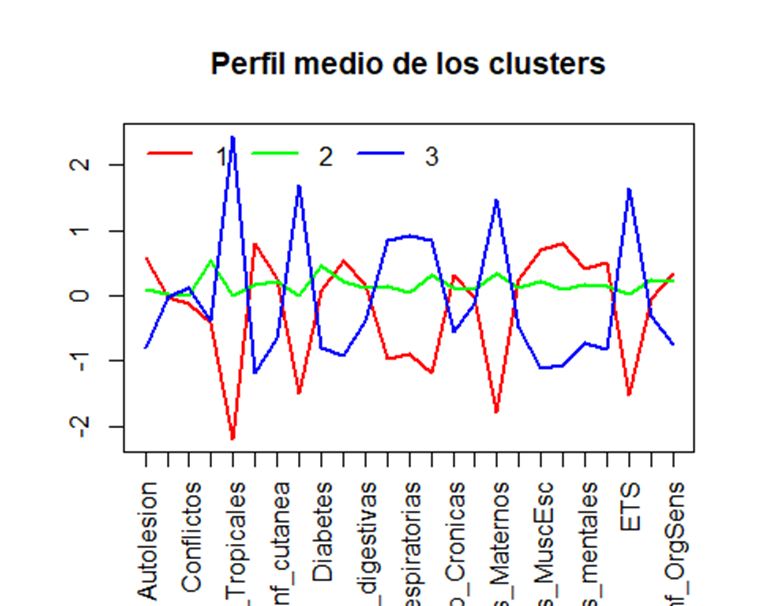 Perfil medio de los clusters
1 2 3
2
1
0
-1
-2
Autolesion
Conflictos
_Tropicales
nf_cutanea
Diabetes
_digestivas
espiratorias
o_Cronicas
s_Maternos
s_MuscEsc
s_mentales
ETS
nf_OrgSens